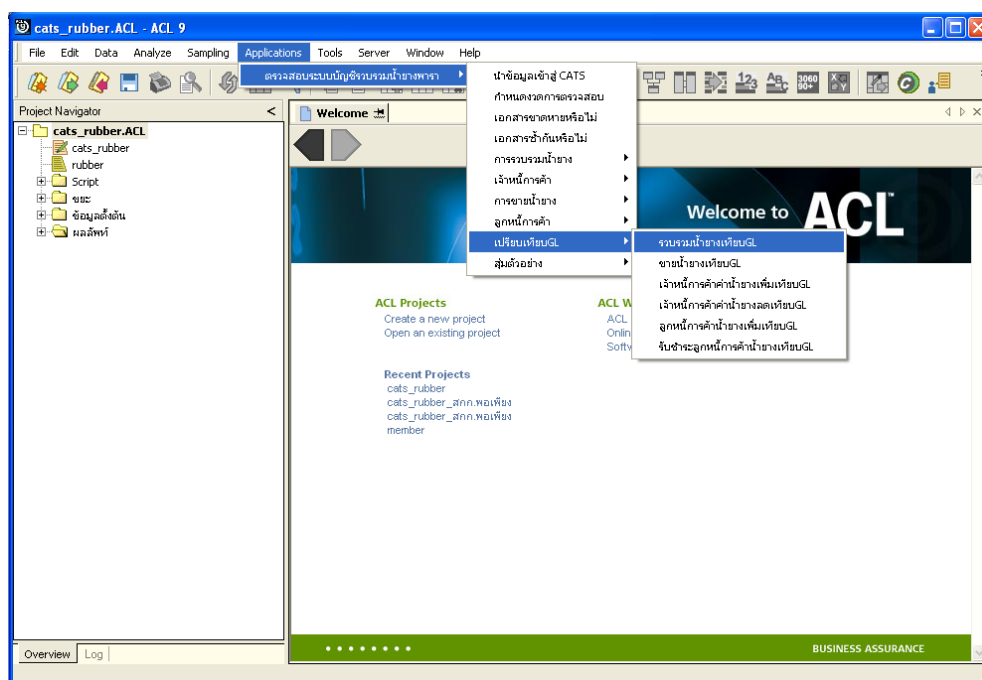 cats_rubber.ACL - ACL 9
File Edit Data Analyze Sampling Applications Tools Server Window Help
ตรวจสอบระบบบัญชีรวบรวมน้ำยางพารา
นำข้อมูลเข้าสู่ CATS
กำหนดงวดการตรวจสอบ
เอกสารขาดหายหรือไม่
เอกสารซ้ำกันหรือไม่
การรวบรวมน้ำยาง
เจ้าหนี้การค้า
การขายน้ำยาง
ลูกหนี้การค้า
เปรียบเทียบGL
สุ่มตัวอย่าง
รวบรวมน้ำยางเทียบGL
ขายน้ำยางเทียบGL
เจ้าหนี้การค้าค่าน้ำยางเพิ่มเทียบGL
เจ้าหนี้การค้าค่าน้ำยางลดเทียบGL
ลูกหนี้การค้าน้ำยางเพิ่มเทียบGL
รับชำระลูกหนี้การค้าน้ำยางเทียบGL
Project Navigator <
cats_rubber.ACL
cats_rubber
rubber
Script
ขยะ
ข้อมูลตั้งต้น
ผลลัพท์
Welcome
Welcome to ACL™
ACL Projects
Create a new project
Open an existing project
ACL W
ACL
Onlin
Softw
Recent Projects
cats_rubber
cats_rubber_สกก.พอเพียง
cats_rubber_สกก.พอเพียง
member
BUSINESS ASSURANCE
Overview Log